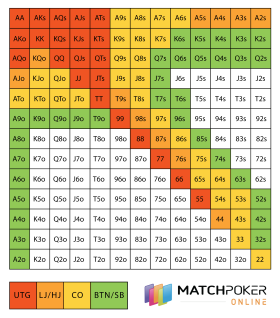 AA AKs AQs AJs ATs A9s A8s A7s A6s A5s A4s A3s A2s
AKo KK KQs KJs KTs K9s K8s K7s K6s K5s K4s K3s K2s
AQo KQo QQ QJs QTs Q9s Q8s Q7s Q6s Q5s Q4s Q3s Q2s
AJo KJo QJo JJ JTs J9s J8s J7s J6s J5s J4s J3s J2s
ATo KTo QTo JTo TT T9s T8s T7s T6s T5s T4s T3s T2s
A9o K9o Q9o J9o T9o 99 98s 97s 96s 95s 94s 93s 92s
A8o K8o Q8o J8o T8o 98o 88 87s 86s 85s 84s 83s 82s
A7o K7o Q7o J7o T7o 97o 87o 77 76s 75s 74s 73s 72s
A6o K6o Q6o J6o T6o 96o 86o 76o 66 65s 64s 63s 62s
A5o K5o Q5o J5o T5o 95o 85o 75o 65o 55 54s 53s 52s
A4o K4o Q4o J4o T4o 94o 84o 74o 64o 54o 44 43s 42s
A3o K3o Q3o J3o T3o 93o 83o 73o 63o 53o 43o 33 32s
A2o K2o Q2o J2o T2o 92o 82o 72o 62o 52o 42o 32o 22
UTG LJ/HJ CO BTN/SB
MATCHPOKER
ONLINE